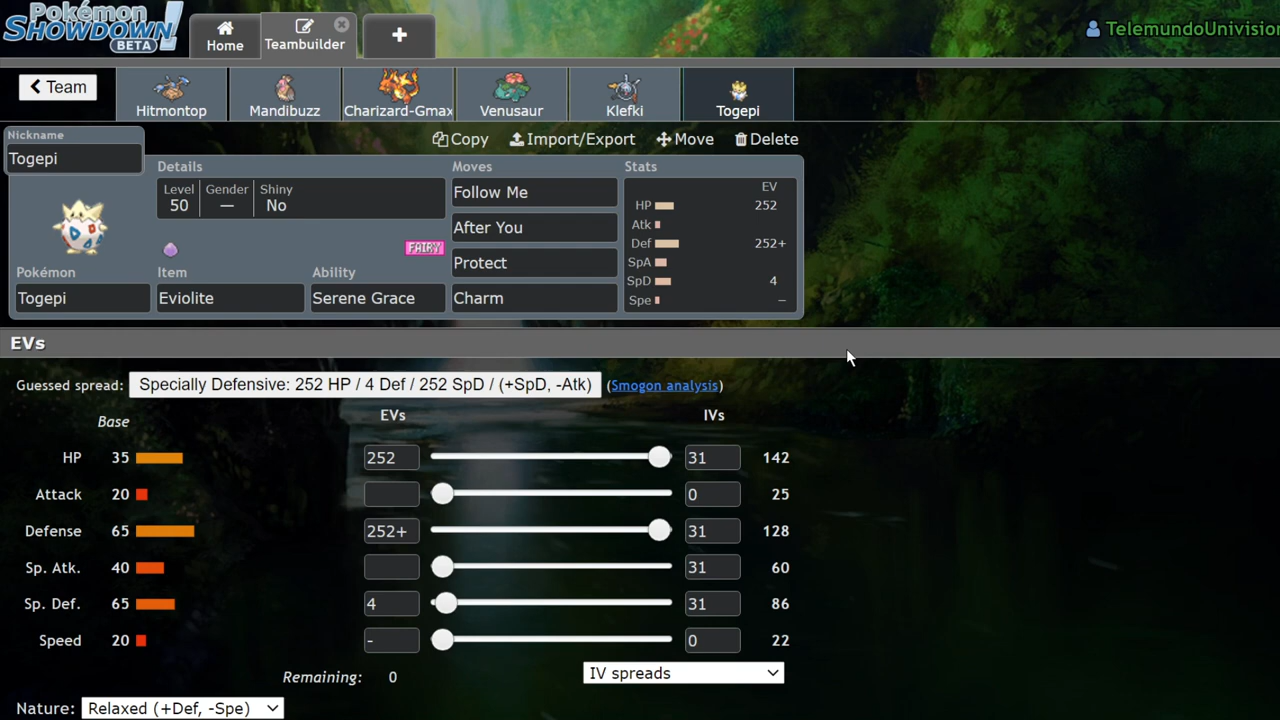 Pokémon
SHOWDOWN!
BETA
Home
Teambuilder
TelemundoUnivision
Team
Hitmontop
Mandibuzz
Charizard-Gmax
Venusaur
Klefki
Togepi
Copy
Import/Export
Move
Delete
Nickname
Togepi
Details
Level
50
Gender
—
Shiny
No
FAIRY
Pokémon
Togepi
Item
Eviolite
Ability
Serene Grace
Moves
Follow Me
After You
Protect
Charm
Stats
EV
HP 252
Atk
Def 252+
SpA
SpD 4
Spe –
EVs
Guessed spread: Specially Defensive: 252 HP / 4 Def / 252 SpD / (+SpD, -Atk) (Smogon analysis)
Base EVs IVs
HP 35 252 31 142
Attack 20 0 25
Defense 65 252+ 31 128
Sp. Atk. 40 31 60
Sp. Def. 65 4 31 86
Speed 20 - 0 22
Remaining: 0 IV spreads
Nature: Relaxed (+Def, -Spe)